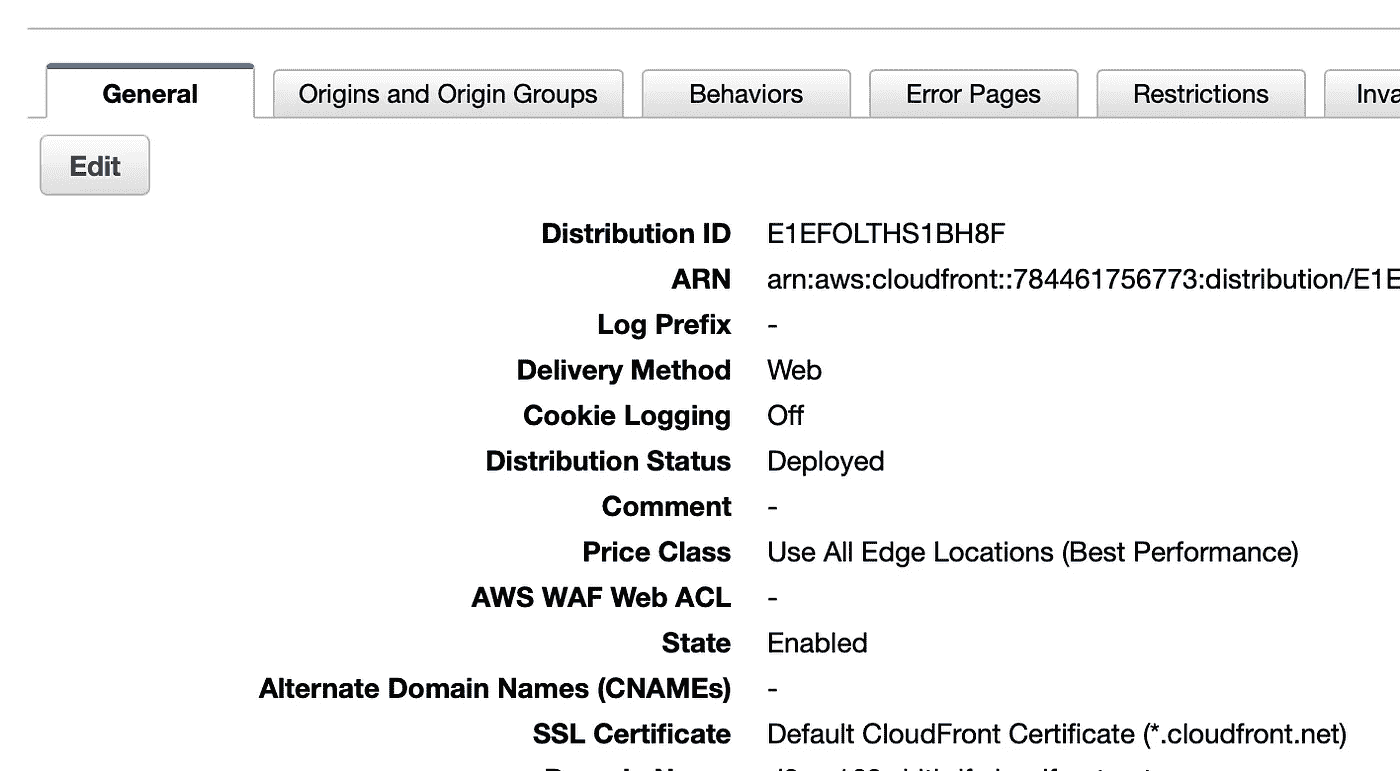 General Origins and Origin Groups Behaviors Error Pages Restrictions
Edit
Distribution ID E1EFOLTHS1BH8F
ARN arn:aws:cloudfront::784461756773:distribution/E1E
Log Prefix -
Delivery Method Web
Cookie Logging Off
Distribution Status Deployed
Comment -
Price Class Use All Edge Locations (Best Performance)
AWS WAF Web ACL -
State Enabled
Alternate Domain Names (CNAMEs) -
SSL Certificate Default CloudFront Certificate (*.cloudfront.net)